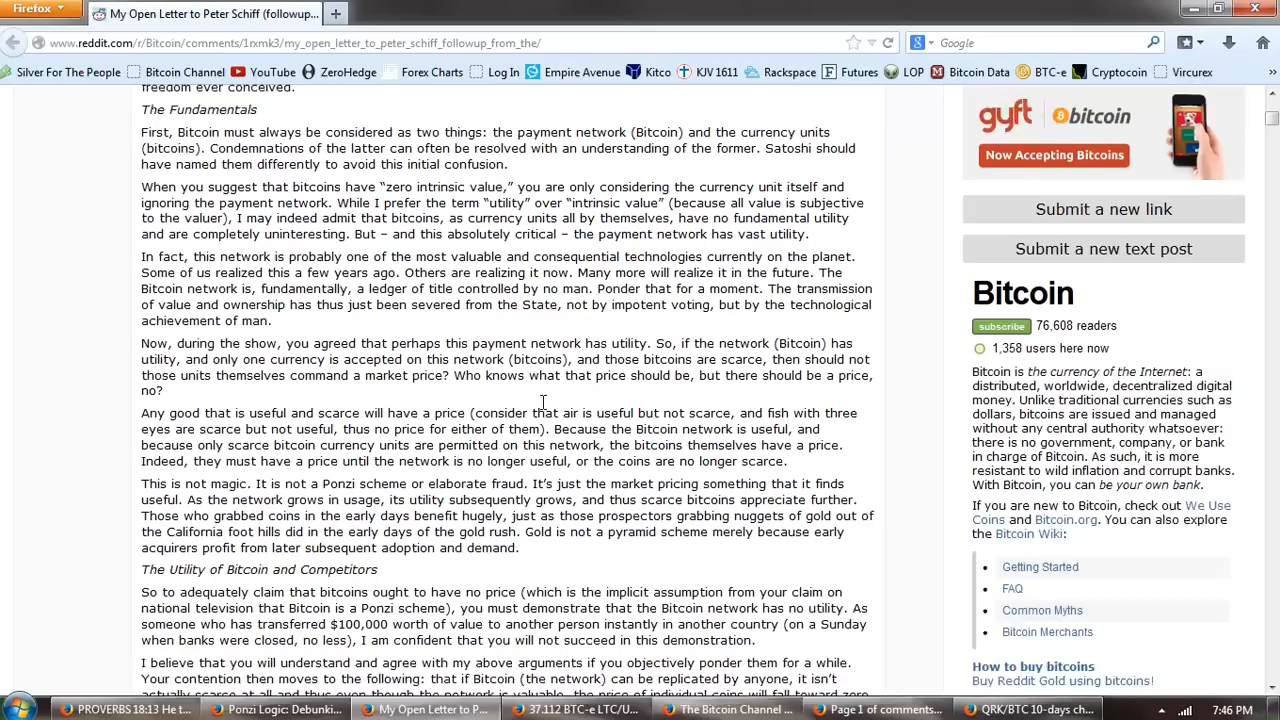 Firefox
My Open Letter to Peter Schiff (followup...
www.reddit.com/r/Bitcoin/comments/1rxmk3/my_open_letter_to_peter_schiff_followup_from_the/
Google
Silver For The People Bitcoin Channel YouTube ZeroHedge Forex Charts Log In Empire Avenue Kitco KJV 1611 Rackspace Futures LOP Bitcoin Data BTC-e Cryptocoin Vircurex
freedom ever conceived.
The Fundamentals
First, Bitcoin must always be considered as two things: the payment network (Bitcoin) and the currency units
(bitcoins). Condemnations of the latter can often be resolved with an understanding of the former. Satoshi should
have named them differently to avoid this initial confusion.
When you suggest that bitcoins have “zero intrinsic value,” you are only considering the currency unit itself and
ignoring the payment network. While I prefer the term “utility” over “intrinsic value” (because all value is subjective
to the valuer), I may indeed admit that bitcoins, as currency units all by themselves, have no fundamental utility
and are completely uninteresting. But – and this absolutely critical – the payment network has vast utility.
In fact, this network is probably one of the most valuable and consequential technologies currently on the planet.
Some of us realized this a few years ago. Others are realizing it now. Many more will realize it in the future. The
Bitcoin network is, fundamentally, a ledger of title controlled by no man. Ponder that for a moment. The transmission
of value and ownership has thus just been severed from the State, not by impotent voting, but by the technological
achievement of man.
Now, during the show, you agreed that perhaps this payment network has utility. So, if the network (Bitcoin) has
utility, and only one currency is accepted on this network (bitcoins), and those bitcoins are scarce, then should not
those units themselves command a market price? Who knows what that price should be, but there should be a price,
no?
Any good that is useful and scarce will have a price (consider that air is useful but not scarce, and fish with three
eyes are scarce but not useful, thus no price for either of them). Because the Bitcoin network is useful, and
because only scarce bitcoin currency units are permitted on this network, the bitcoins themselves have a price.
Indeed, they must have a price until the network is no longer useful, or the coins are no longer scarce.
This is not magic. It is not a Ponzi scheme or elaborate fraud. It’s just the market pricing something that it finds
useful. As the network grows in usage, its utility subsequently grows, and thus scarce bitcoins appreciate further.
Those who grabbed coins in the early days benefit hugely, just as those prospectors grabbing nuggets of gold out of
the California foot hills did in the early days of the gold rush. Gold is not a pyramid scheme merely because early
acquirers profit from later subsequent adoption and demand.
The Utility of Bitcoin and Competitors
So to adequately claim that bitcoins ought to have no price (which is the implicit assumption from your claim on
national television that Bitcoin is a Ponzi scheme), you must demonstrate that the Bitcoin network has no utility. As
someone who has transferred $100,000 worth of value to another person instantly in another country (on a Sunday
when banks were closed, no less), I am confident that you will not succeed in this demonstration.
I believe that you will understand and agree with my above arguments if you objectively ponder them for a while.
Your contention then moves to the following: that if Bitcoin (the network) can be replicated by anyone, it isn’t
actually scarce at all and thus even though the network is valuable, the price of individual coins will fall toward zero
gyft bitcoin
Now Accepting Bitcoins
Submit a new link
Submit a new text post
Bitcoin
subscribe 76,608 readers
1,358 users here now
Bitcoin is the currency of the Internet: a
distributed, worldwide, decentralized digital
money. Unlike traditional currencies such as
dollars, bitcoins are issued and managed
without any central authority whatsoever:
there is no government, company, or bank
in charge of Bitcoin. As such, it is more
resistant to wild inflation and corrupt banks.
With Bitcoin, you can be your own bank.
If you are new to Bitcoin, check out We Use
Coins and Bitcoin.org. You can also explore
the Bitcoin Wiki:
Getting Started
FAQ
Common Myths
Bitcoin Merchants
How to buy bitcoins
Buy Reddit Gold using bitcoins!
PROVERBS 18:13 He t... Ponzi Logic: Debunki... My Open Letter to P... 37.112 BTC-e LTC/U... The Bitcoin Channel ... Page 1 of comments... QRK/BTC 10-days ch... 7:46 PM